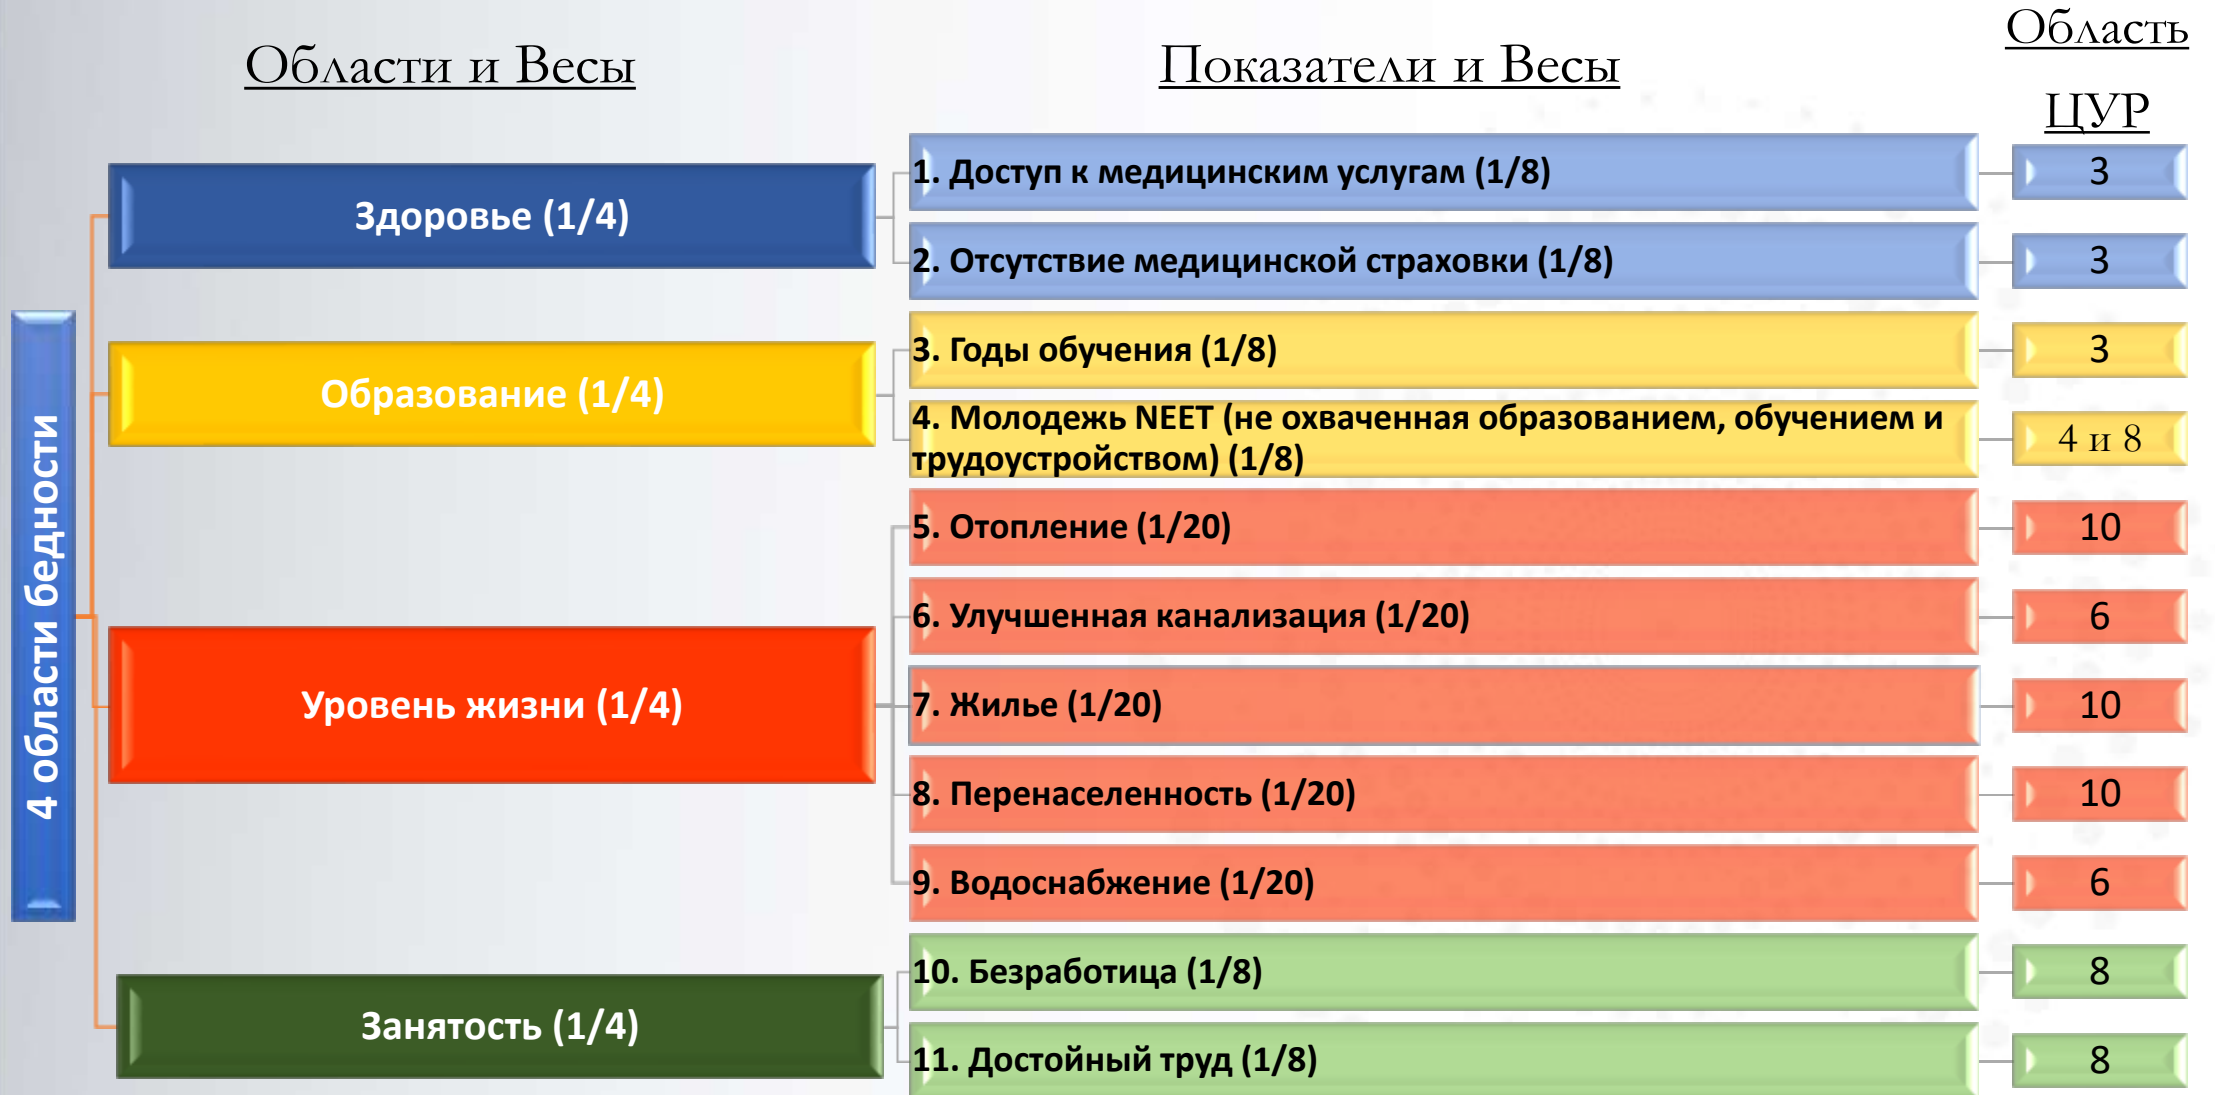 Области и Весы
Показатели и Весы
Область
ЦУР
4 области бедности
Здоровье (1/4)
1. Доступ к медицинским услугам (1/8)
3
2. Отсутствие медицинской страховки (1/8)
3
Образование (1/4)
3. Годы обучения (1/8)
3
4. Молодежь NEET (не охваченная образованием, обучением и
трудоустройством) (1/8)
4 и 8
Уровень жизни (1/4)
5. Отопление (1/20)
10
6. Улучшенная канализация (1/20)
6
7. Жилье (1/20)
10
8. Перенаселенность (1/20)
10
9. Водоснабжение (1/20)
6
Занятость (1/4)
10. Безработица (1/8)
8
11. Достойный труд (1/8)
8